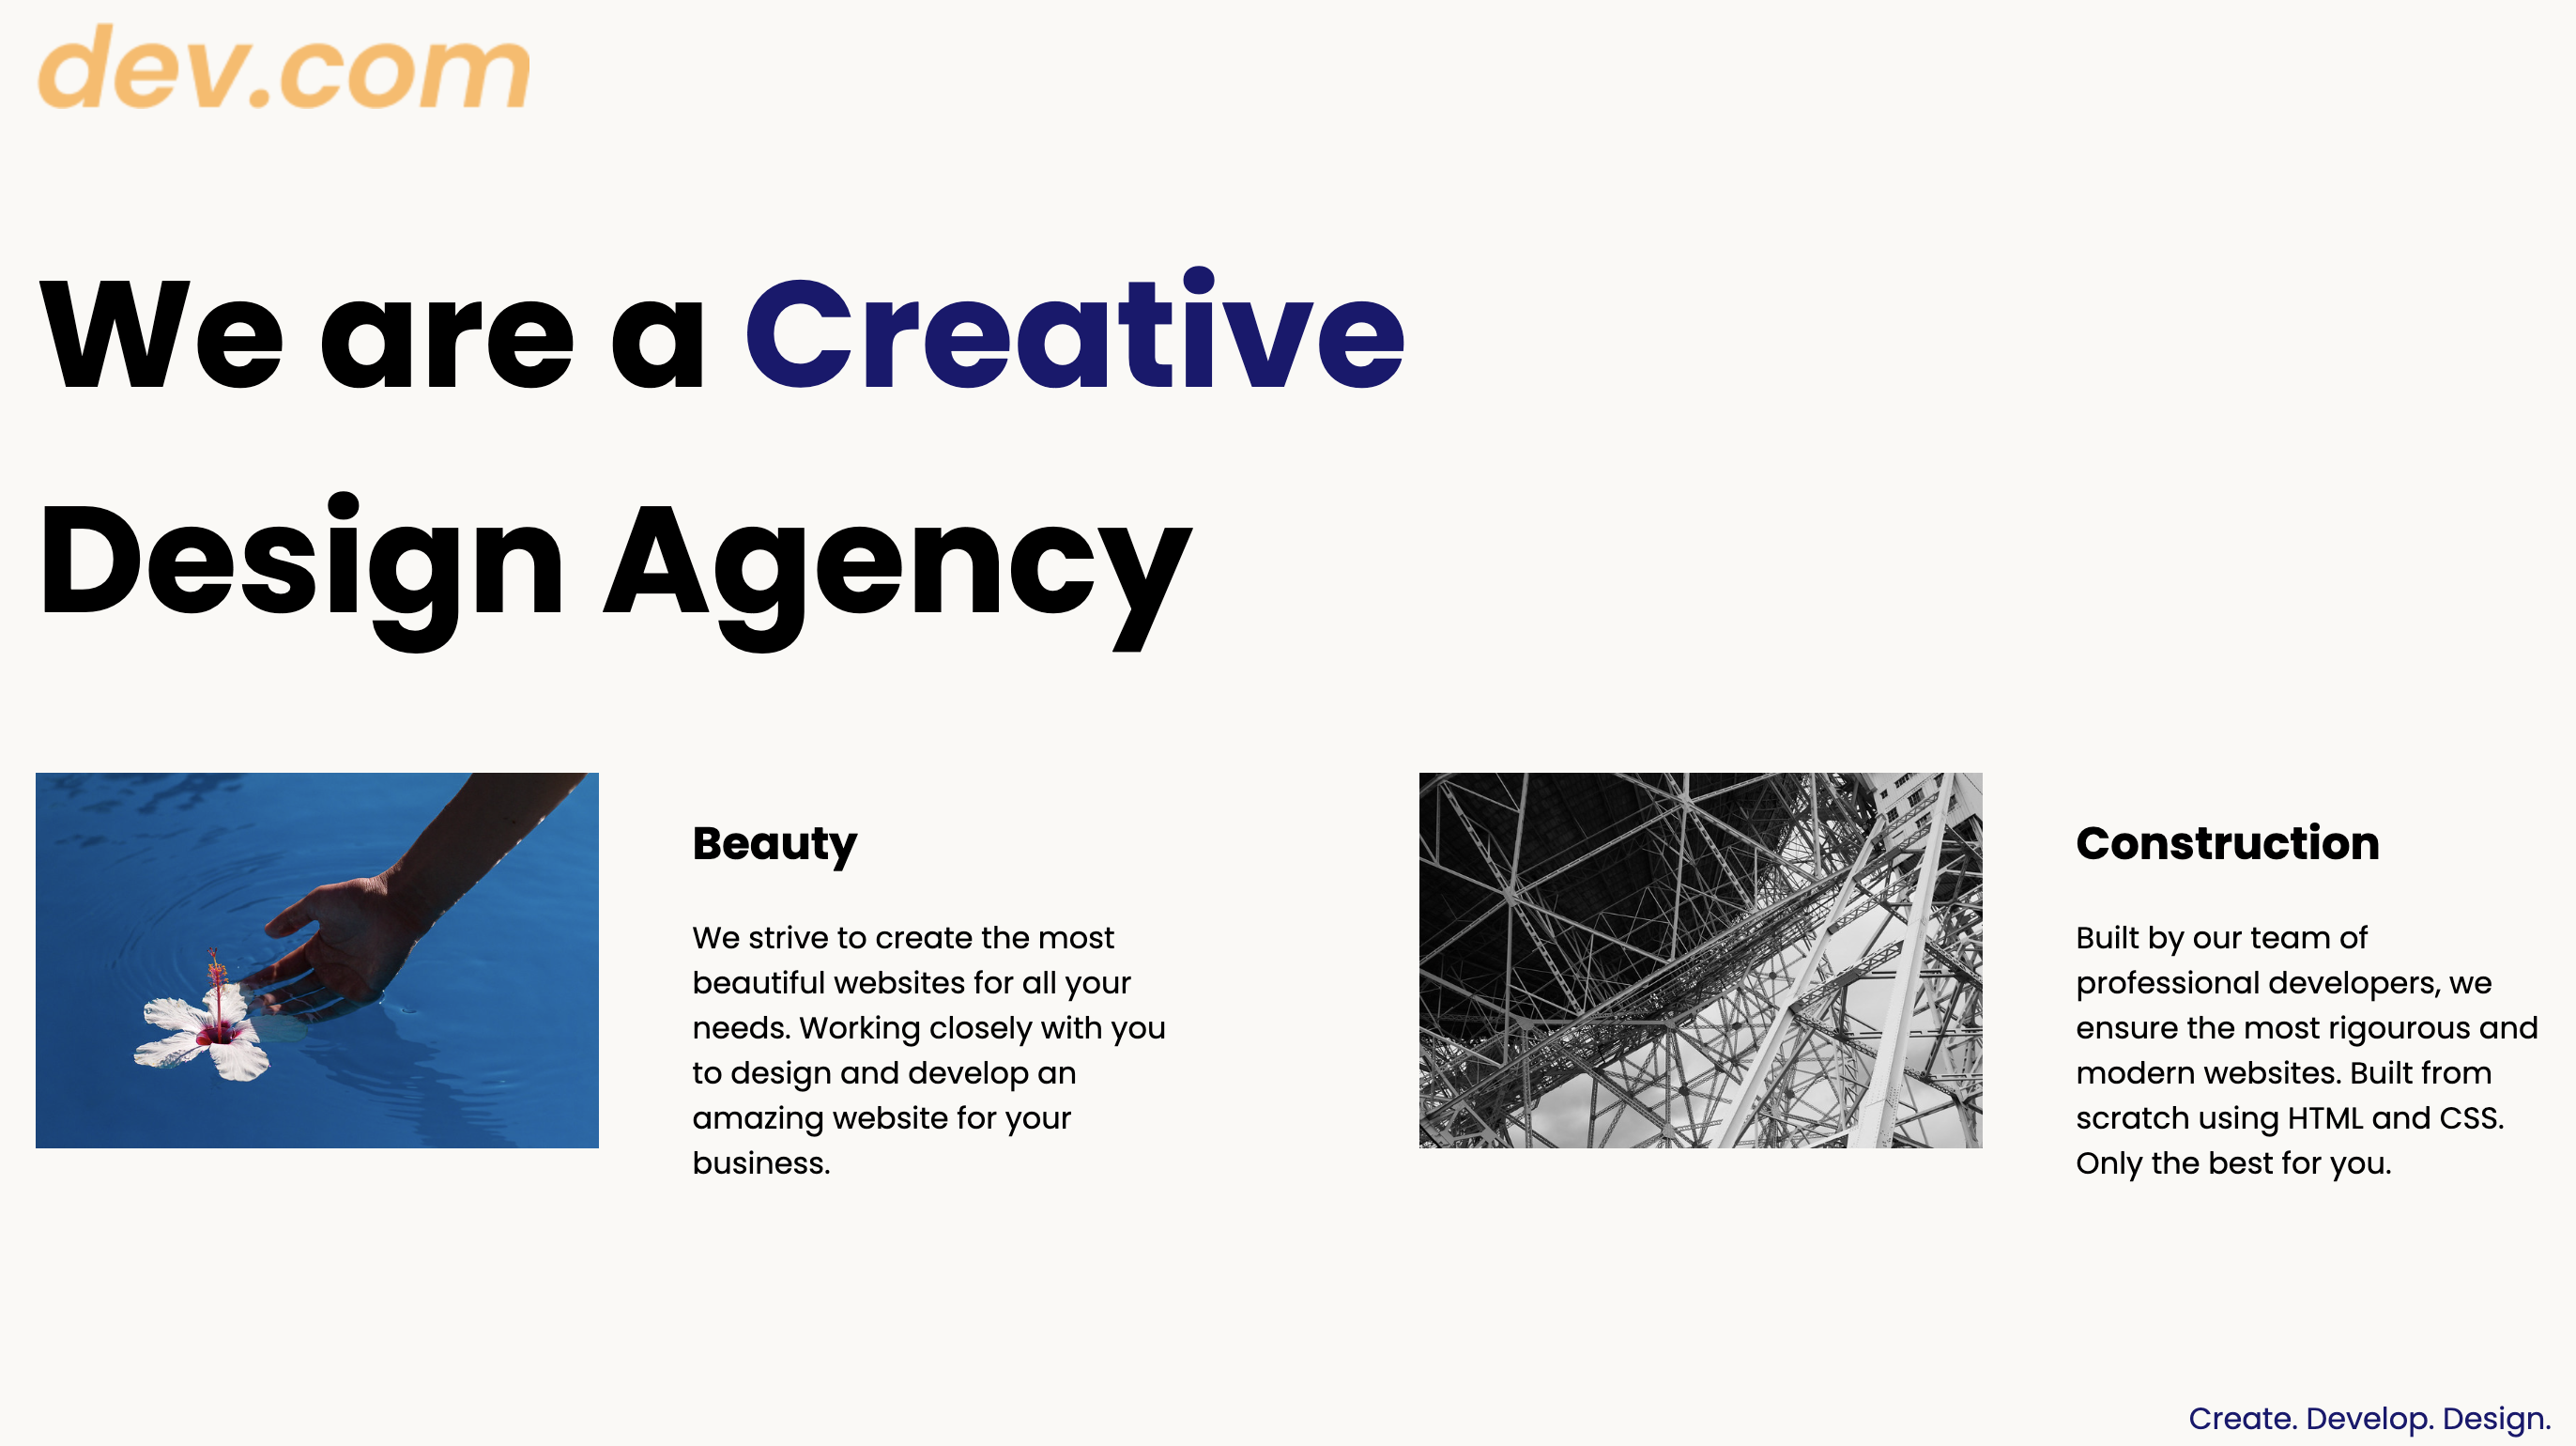 dev.com
We are a Creative
Design Agency
Beauty
We strive to create the most
beautiful websites for all your
needs. Working closely with you
to design and develop an
amazing website for your
business.
Construction
Built by our team of
professional developers, we
ensure the most rigourous and
modern websites. Built from
scratch using HTML and CSS.
Only the best for you.
Create. Develop. Design.